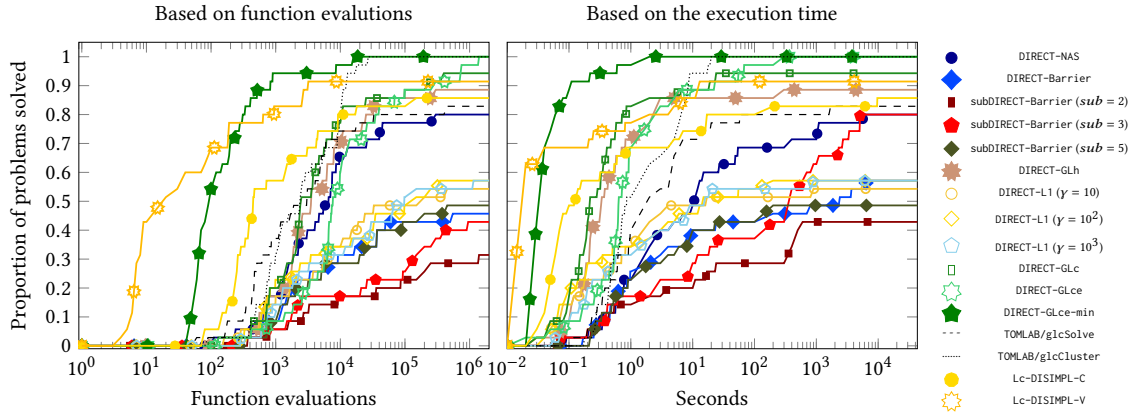 Based on function evalutions
Based on the execution time
Proportion of problems solved
1
0.9
0.8
0.7
0.6
0.5
0.4
0.3
0.2
0.1
0
10^0 10^1 10^2 10^3 10^4 10^5 10^6
Function evaluations
10^−2 10^−1 10^0 10^1 10^2 10^3 10^4
Seconds
DIRECT-NAS
DIRECT-Barrier
subDIRECT-Barrier (sub = 2)
subDIRECT-Barrier (sub = 3)
subDIRECT-Barrier (sub = 5)
DIRECT-GLh
DIRECT-L1 (γ = 10)
DIRECT-L1 (γ = 10^2)
DIRECT-L1 (γ = 10^3)
DIRECT-GLc
DIRECT-GLce
DIRECT-GLce-min
TOMLAB/glcSolve
TOMLAB/glcCluster
Lc-DISIMPL-C
Lc-DISIMPL-V